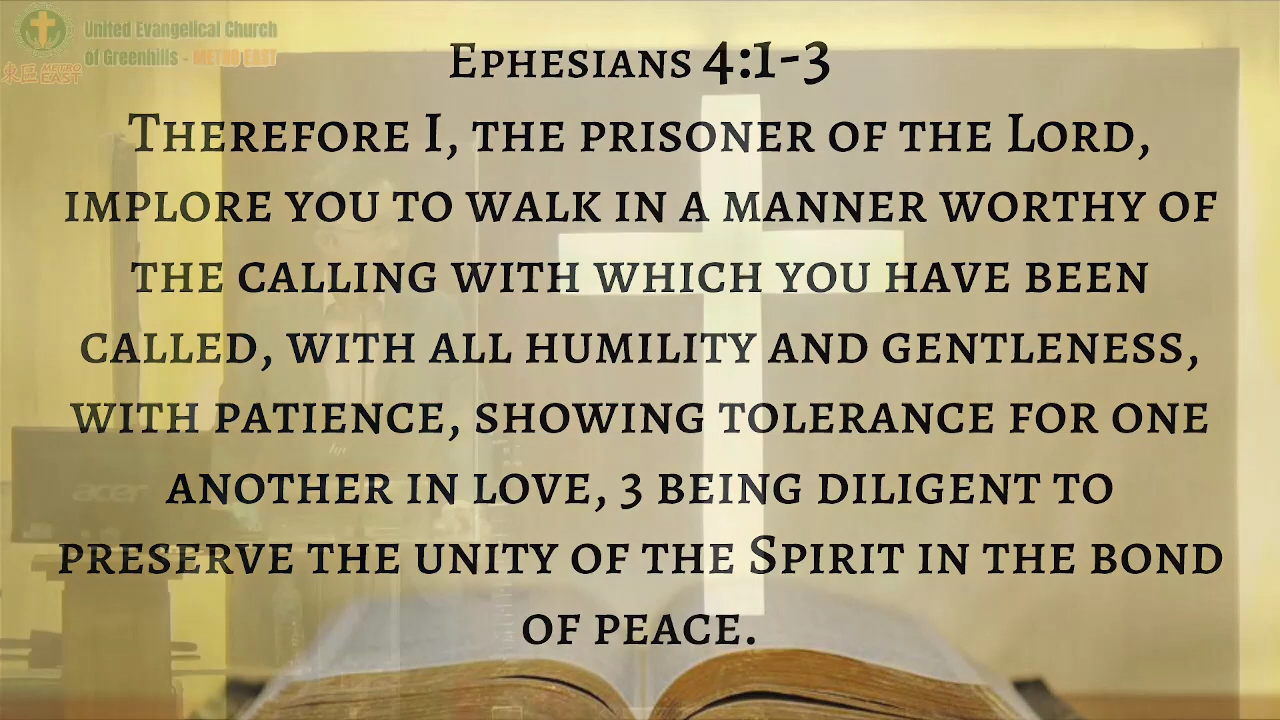 United Evangelical Church
of Greenhills - METRO EAST
東區 METRO
EAST
Ephesians 4:1-3
Therefore I, the prisoner of the Lord,
implore you to walk in a manner worthy of
the calling with which you have been
called, with all humility and gentleness,
with patience, showing tolerance for one
another in love, 3 being diligent to
preserve the unity of the Spirit in the bond
of peace.
hp
acer